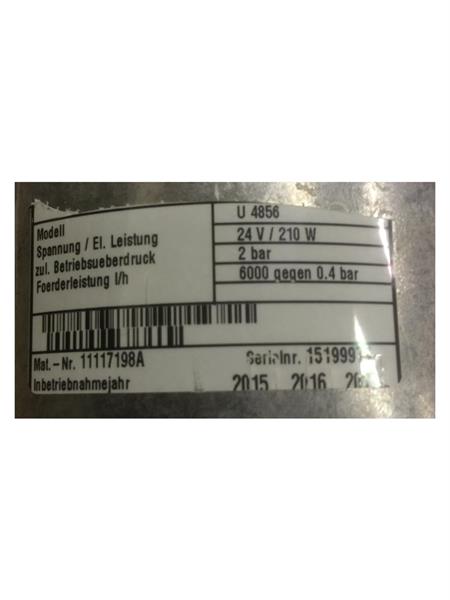 Modell U 4856
Spannung / El. Leistung 24 V / 210 W
zul. Betriebsueberdruck 2 bar
Foerderleistung l/h 6000 gegen 0.4 bar
Mat.-Nr. 11117198A Serialnr.
Inbetriebnahmejahr 2015 2016